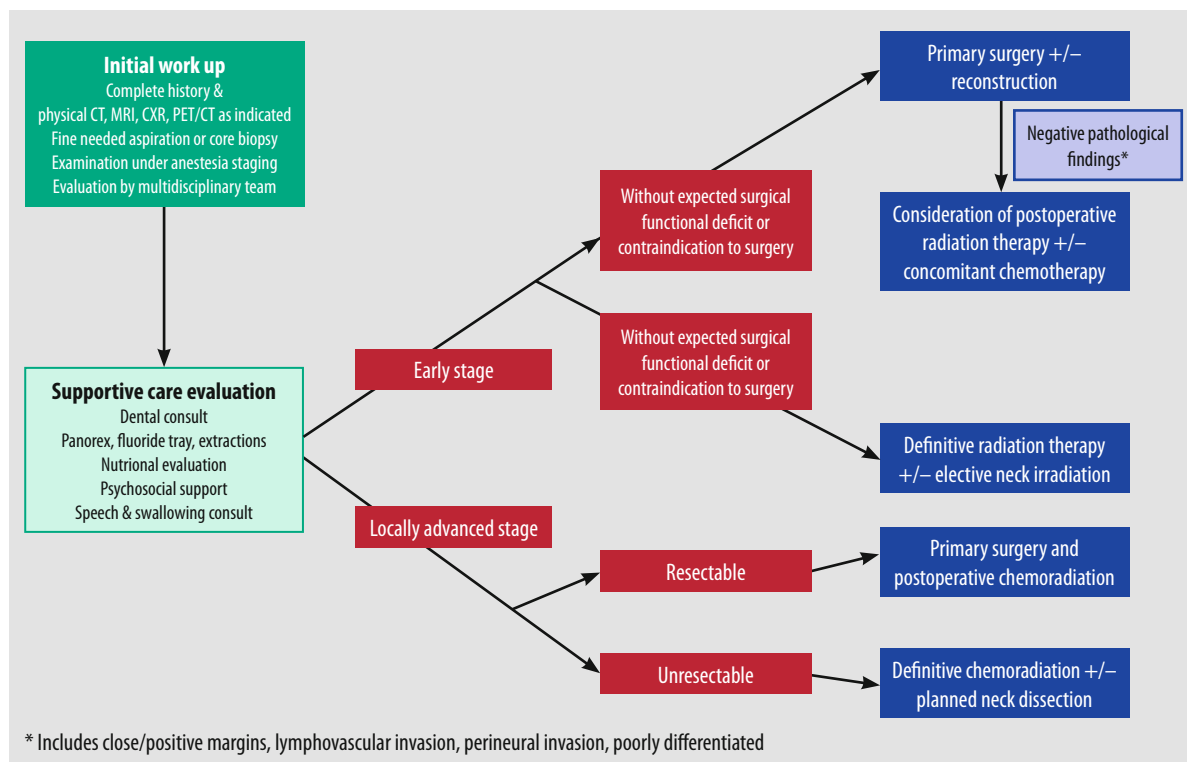 Initial work up
Complete history &
physical CT, MRI, CXR, PET/CT as indicated
Fine needed aspiration or core biopsy
Examination under anestesia staging
Evaluation by multidisciplinary team
Supportive care evaluation
Dental consult
Panorex, fluoride tray, extractions
Nutrional evaluation
Psychosocial support
Speech & swallowing consult
Early stage
Locally advanced stage
Without expected surgical
functional deficit or
contraindication to surgery
Without expected surgical
functional deficit or
contraindication to surgery
Resectable
Unresectable
Primary surgery +/–
reconstruction
Negative pathological
findings*
Consideration of postoperative
radiation therapy +/–
concomitant chemotherapy
Definitive radiation therapy
+/– elective neck irradiation
Primary surgery and
postoperative chemoradiation
Definitive chemoradiation +/–
planned neck dissection
* Includes close/positive margins, lymphovascular invasion, perineural invasion, poorly differentiated